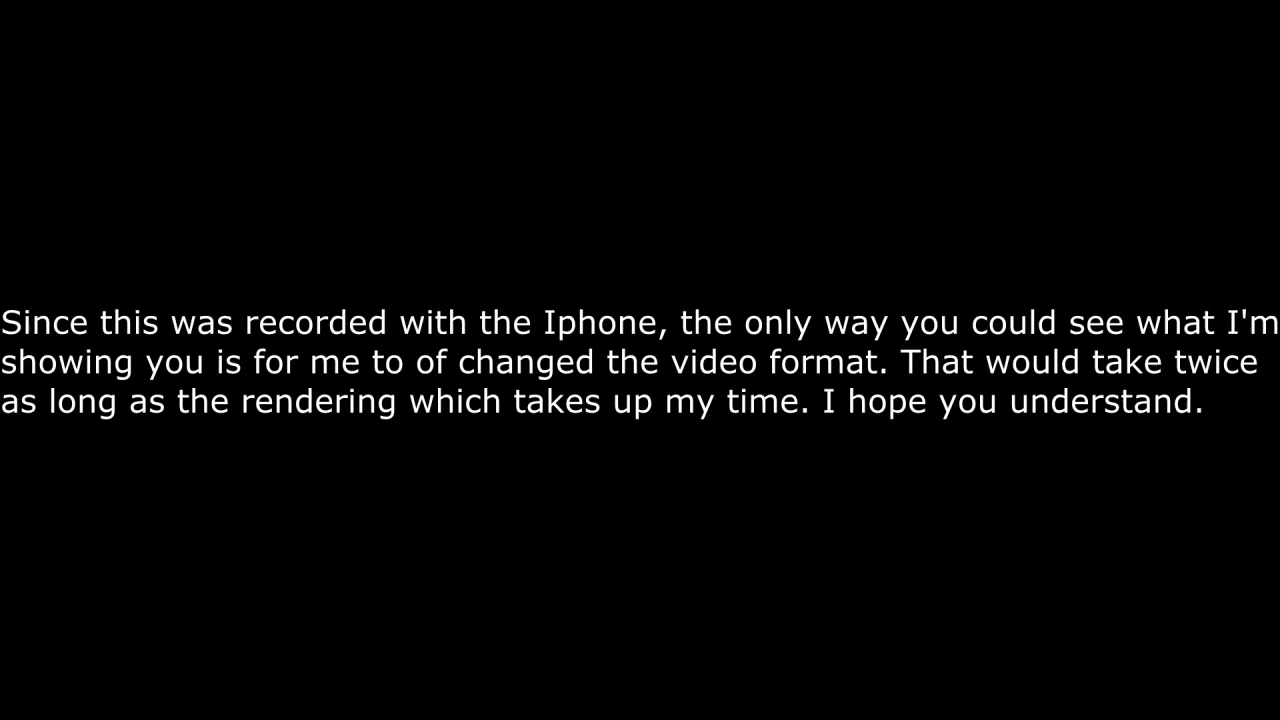 Since this was recorded with the Iphone, the only way you could see what I'm
showing you is for me to of changed the video format. That would take twice
as long as the rendering which takes up my time. I hope you understand.